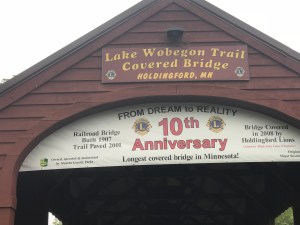 Lake Wobegon Trail
Covered Bridge
HOLDINGFORD, MN
FROM DREAM to REALITY
10th
Anniversary
Railroad Bridge
Built 1907
Trail Paved 2001
Bridge Covered
in 2008 by
Holdingford Lions
Longest covered bridge in Minnesota!